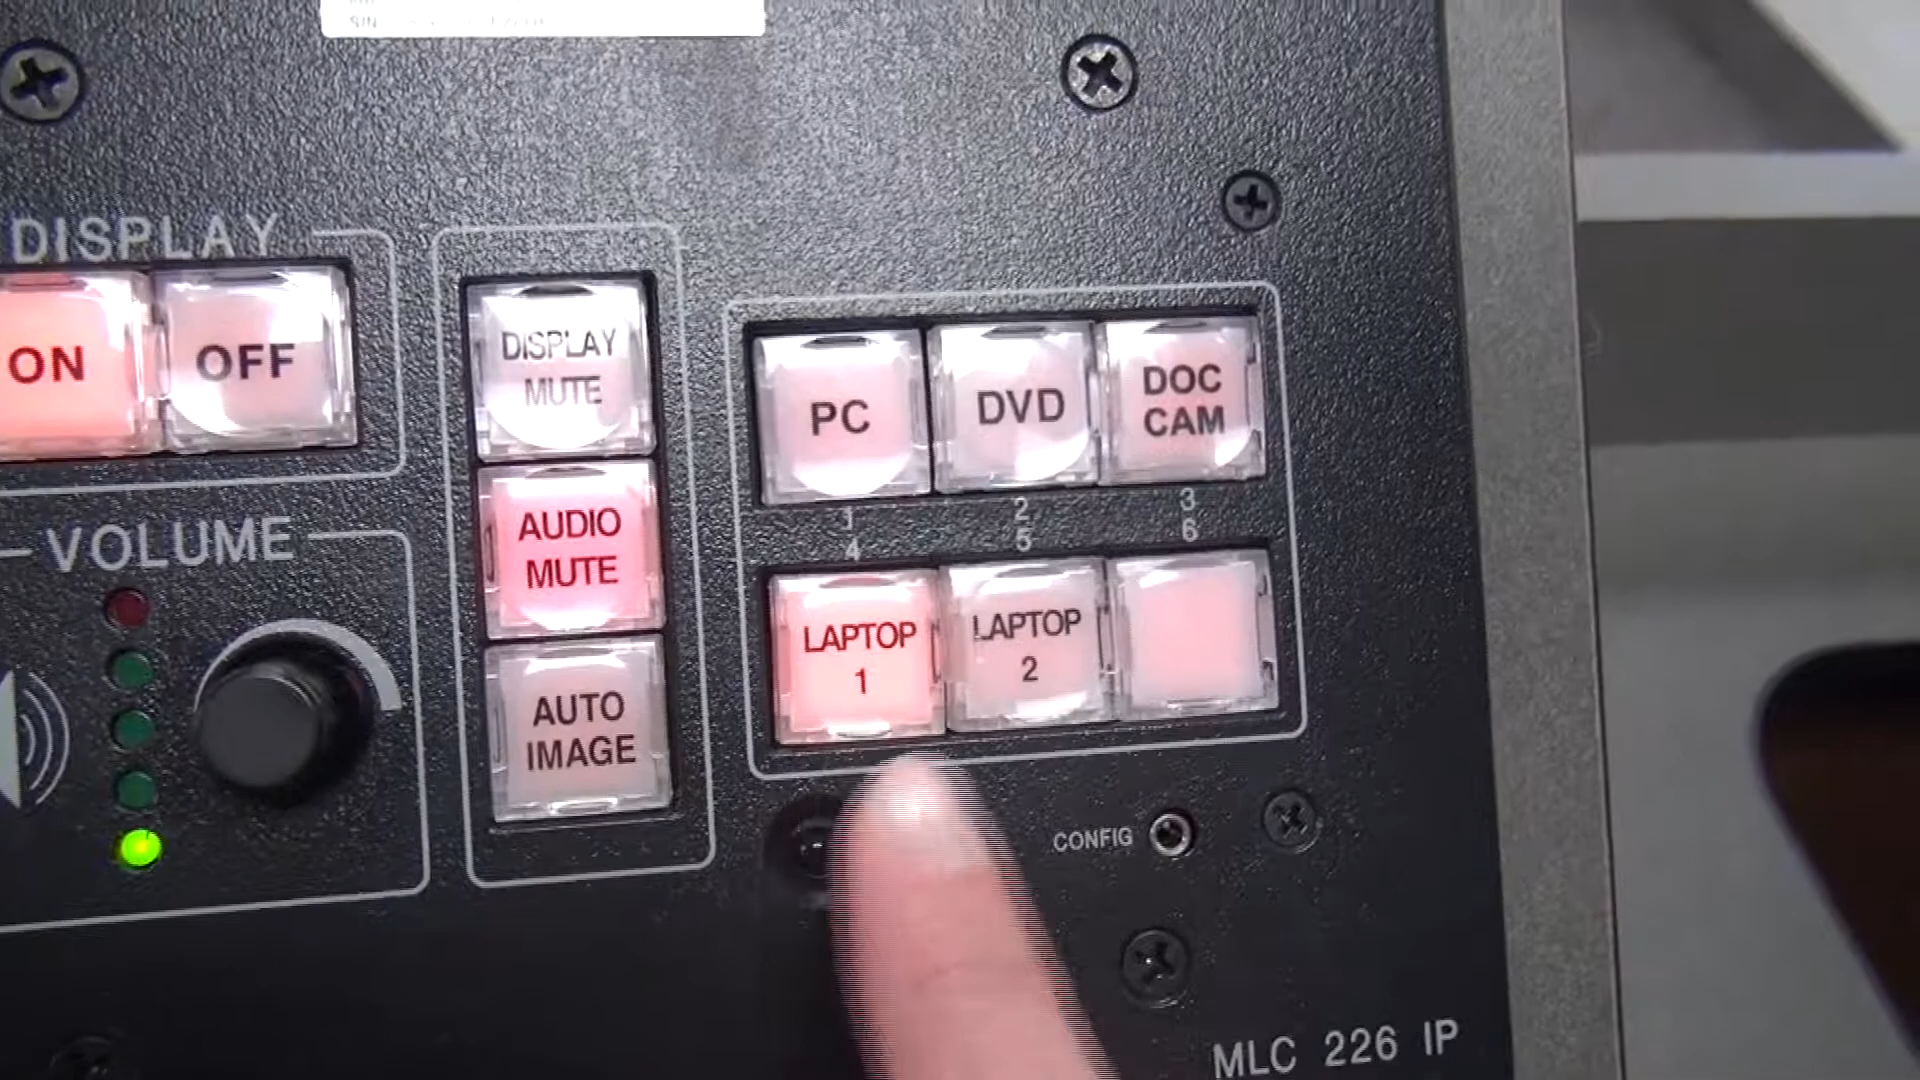 S/N
DISPLAY
ON
OFF
DISPLAY
MUTE
PC
DVD
DOC
CAM
1
2
3
4
5
6
VOLUME
AUDIO
MUTE
LAPTOP
1
LAPTOP
2
AUTO
IMAGE
CONFIG
MLC 226 IP